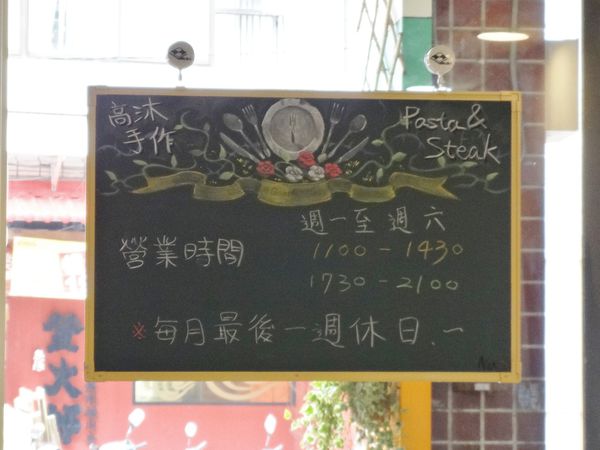 高沐
手作
Pasta &
Steak
週一至週六
營業時間
1100 - 1430
1730 - 2100
※每月最後一週休日、一